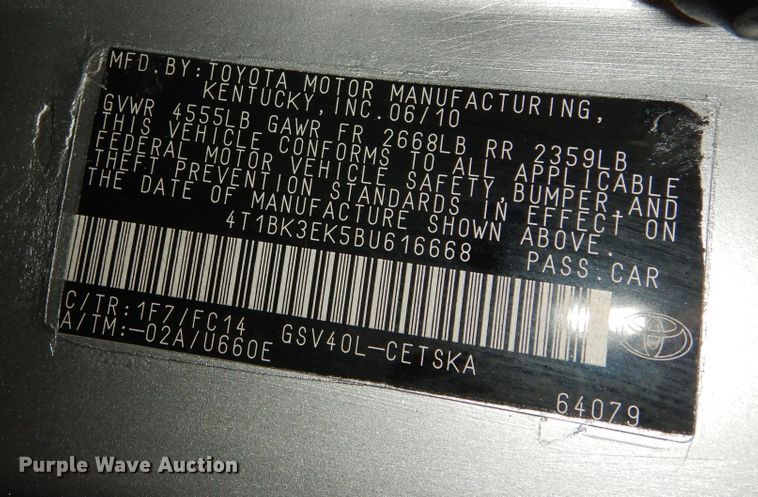 MFD.BY:TOYOTA MOTOR MANUFACTURING,
KENTUCKY,INC.06/10
GVWR 4555LB GAWR FR 2668LB RR 2359LB
THIS VEHICLE CONFORMS TO ALL APPLICABLE
FEDERAL MOTOR VEHICLE SAFETY,BUMPER,AND
THEFT PREVENTION STANDARDS IN EFFECT ON
THE DATE OF MANUFACTURE SHOWN ABOVE.
4T1BK3EK5BU616668 PASS.CAR
C/TR:1F7/FC14 GSV40L-CETSKA
A/TM:-02A/U660E
64079
Purple Wave Auction